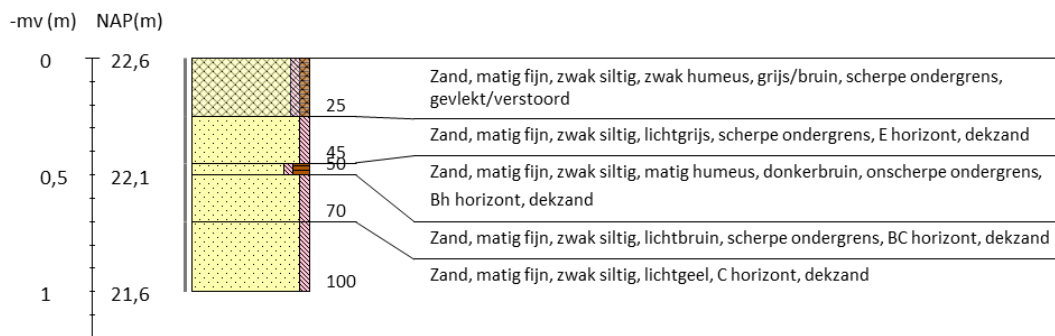 -mv (m) NAP(m)
0 22,6
Zand, matig fijn, zwak siltig, zwak humeus, grijs/bruin, scherpe ondergrens,
gevlekt/verstoord
25
Zand, matig fijn, zwak siltig, lichtgrijs, scherpe ondergrens, E horizont, dekzand
45
50
0,5 22,1
Zand, matig fijn, zwak siltig, matig humeus, donkerbruin, onscherpe ondergrens,
Bh horizont, dekzand
70
Zand, matig fijn, zwak siltig, lichtbruin, scherpe ondergrens, BC horizont, dekzand
Zand, matig fijn, zwak siltig, lichtgeel, C horizont, dekzand
100
1 21,6